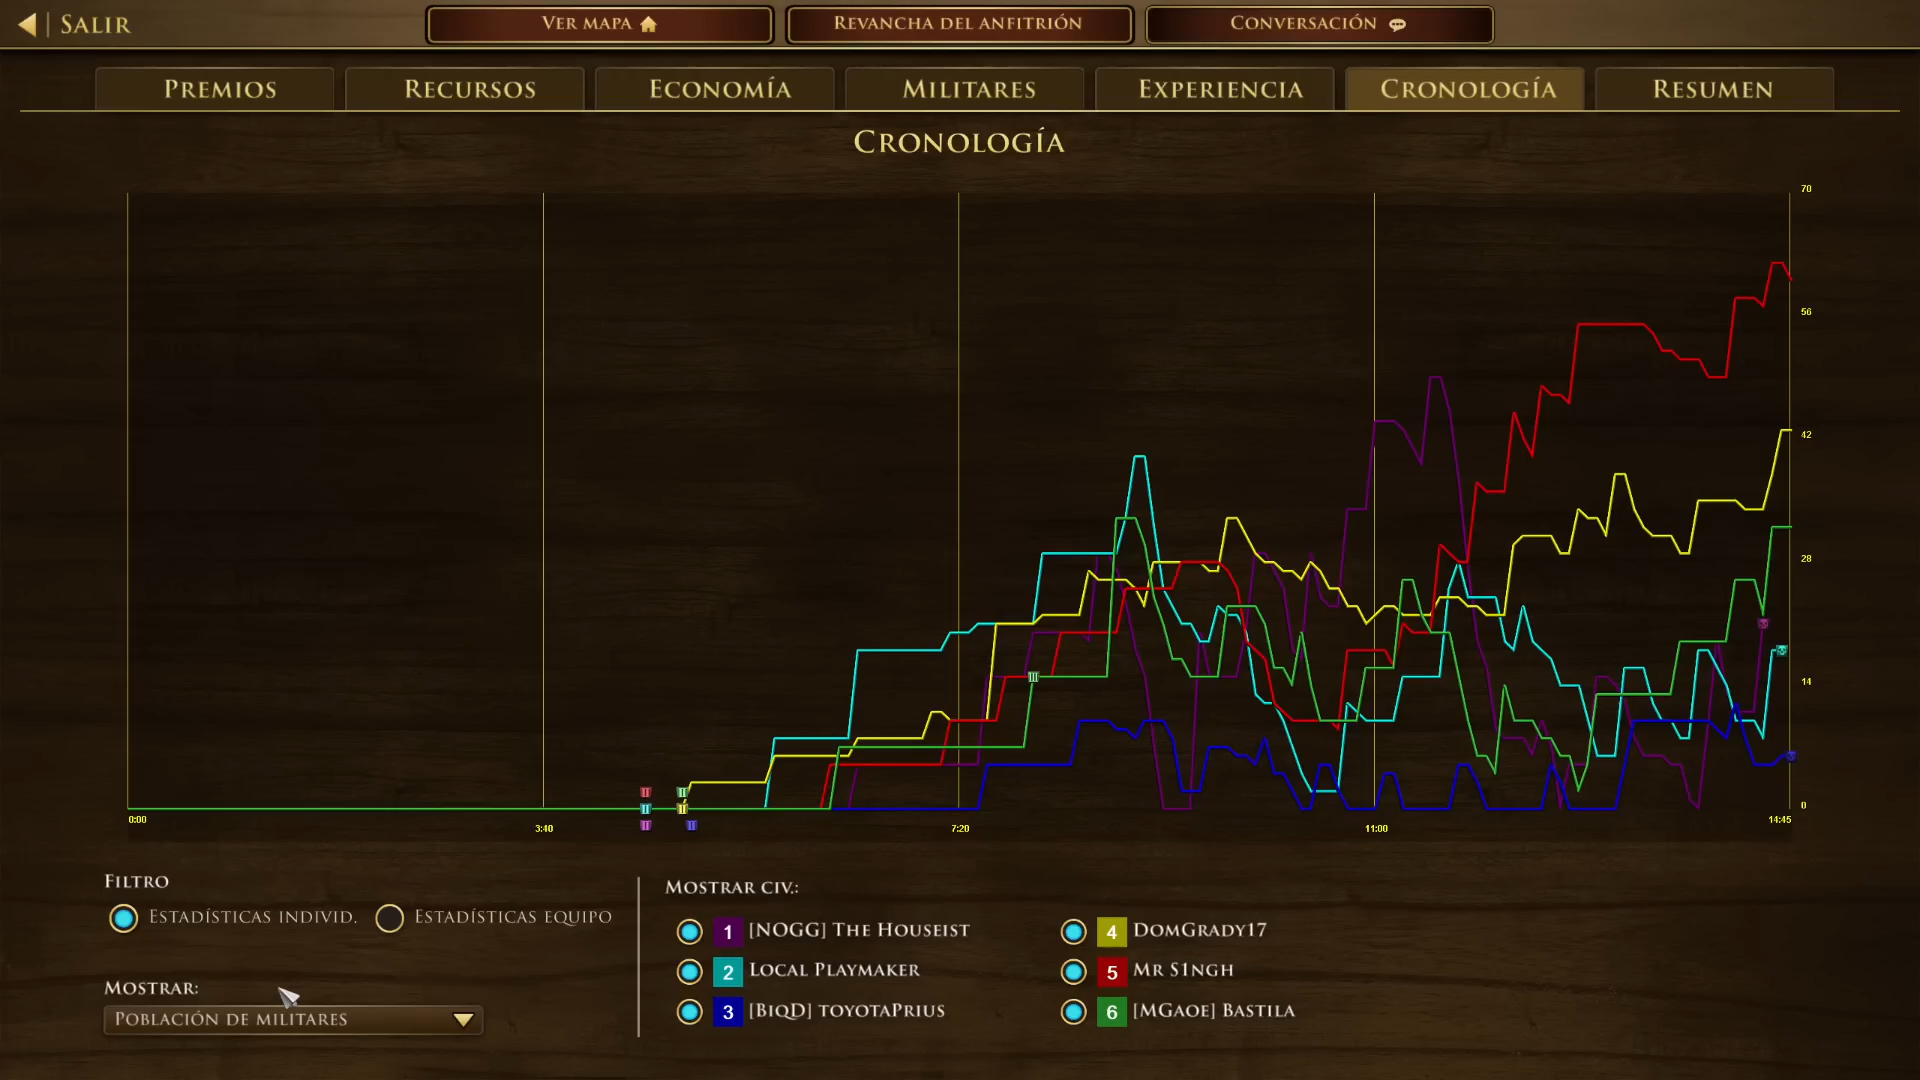 Salir
Ver mapa
Revancha del anfitrión
Conversación
Premios
Recursos
Economía
Militares
Experiencia
Cronología
Resumen
Cronología
70
56
42
28
14
0
0:00
3:40
7:20
11:00
14:45
Filtro
Estadísticas individ.
Estadísticas equipo
Mostrar:
Población de militares
Mostrar civ.:
1 [NOGG] The Houseist
2 Local Playmaker
3 [BiqD] toyotaPrius
4 DomGrady17
5 Mr S1ngh
6 [MGaoe] Bastila